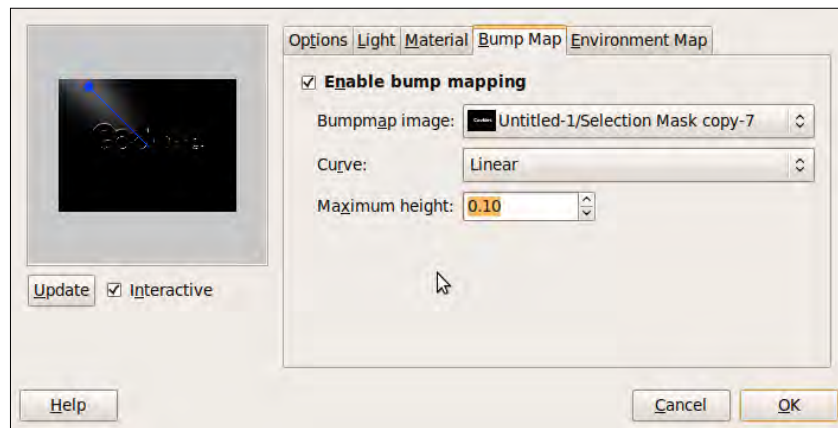 Options Light Material Bump Map Environment Map
Enable bump mapping
Bumpmap image: Untitled-1/Selection Mask copy-7
Curve: Linear
Maximum height: 0.10
Update Interactive
Help Cancel OK